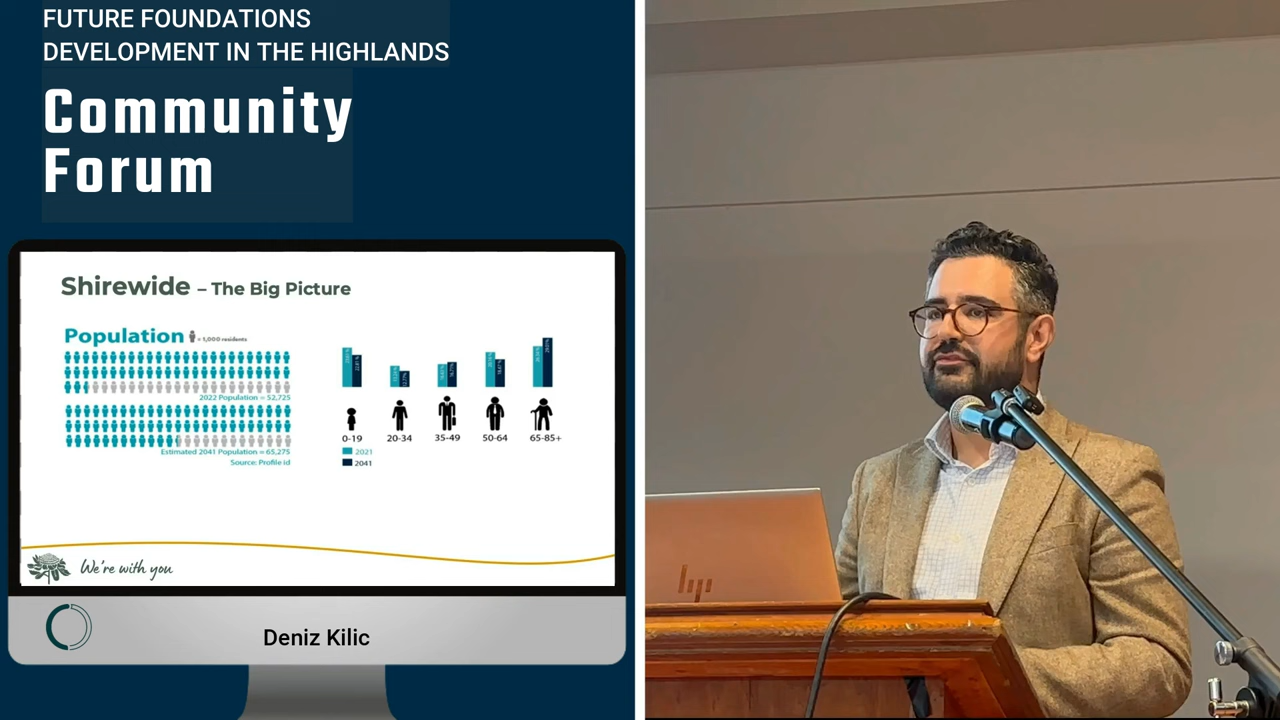 FUTURE FOUNDATIONS
DEVELOPMENT IN THE HIGHLANDS
Community
Forum
Shirewide – The Big Picture
Population = 1,000 residents
2022 Population = 52,725
Estimated 2041 Population = 65,275
Source: Profile id
0-19 20-34 35-49 50-64 65-85+
2021
2041
We're with you
Deniz Kilic
hp